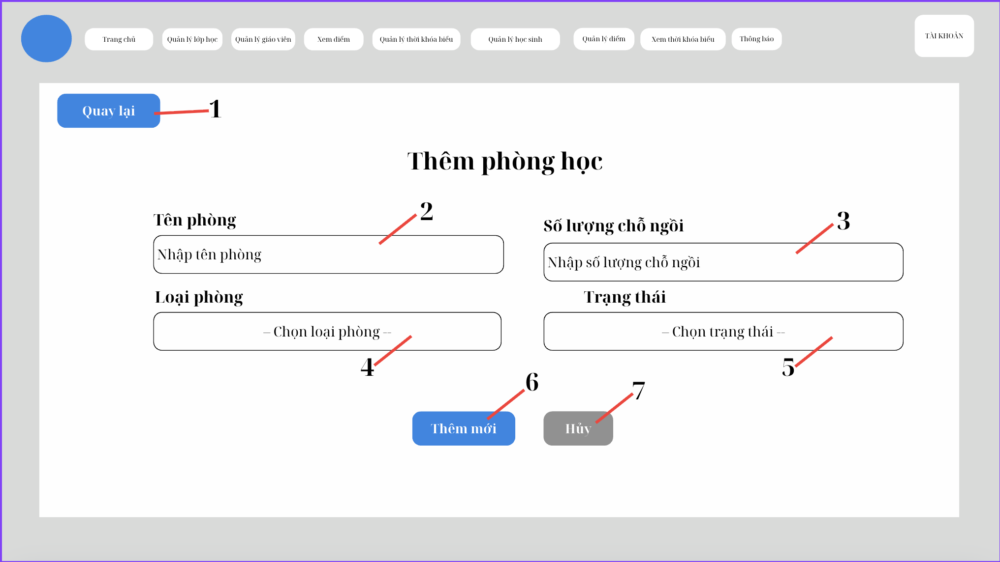 Trang chủ
Quản lý lớp học
Quản lý giáo viên
Xem điểm
Quản lý thời khóa biểu
Quản lý học sinh
Quản lý điểm
Xem thời khóa biểu
Thông báo
TÀI KHOẢN
Quay lại
1
Thêm phòng học
2
Tên phòng
Nhập tên phòng
3
Số lượng chỗ ngồi
Nhập số lượng chỗ ngồi
Loại phòng
– Chọn loại phòng --
4
Trạng thái
– Chọn trạng thái --
5
6
Thêm mới
7
Hủy